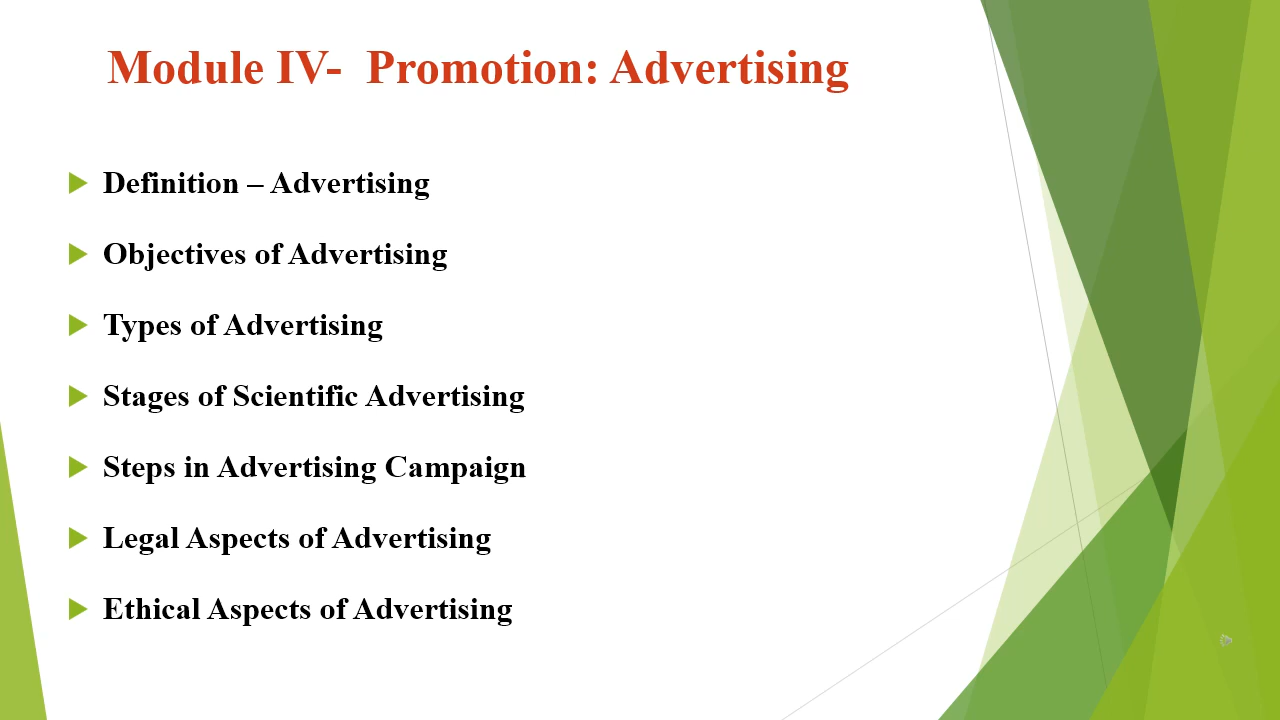 Module IV-  Promotion: Advertising
Definition – Advertising
Objectives of Advertising
Types of Advertising
Stages of Scientific Advertising
Steps in Advertising Campaign
Legal Aspects of Advertising
Ethical Aspects of Advertising